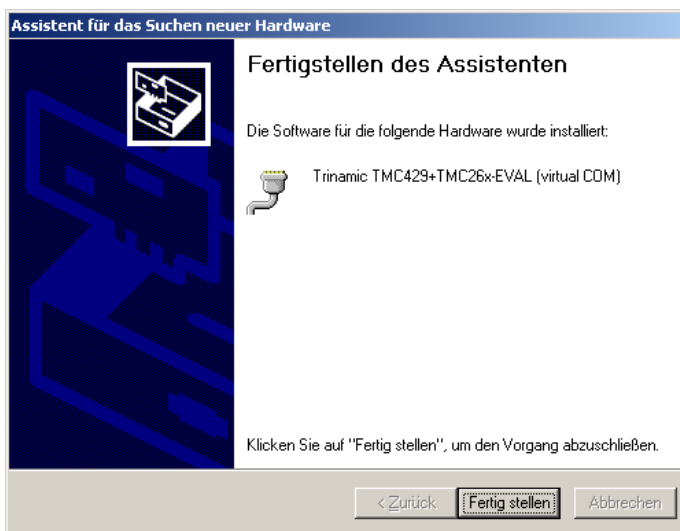 Assistent für das Suchen neuer Hardware
Fertigstellen des Assistenten
Die Software für die folgende Hardware wurde installiert:
Trinamic TMC429+TMC26x-EVAL (virtual COM)
Klicken Sie auf "Fertig stellen", um den Vorgang abzuschließen.
< Zurück Fertig stellen Abbrechen